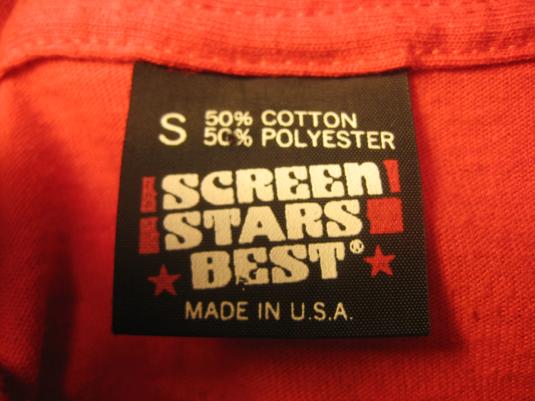 S 50% COTTON
50% POLYESTER
SCREEN
STARS
BEST®
MADE IN U.S.A.